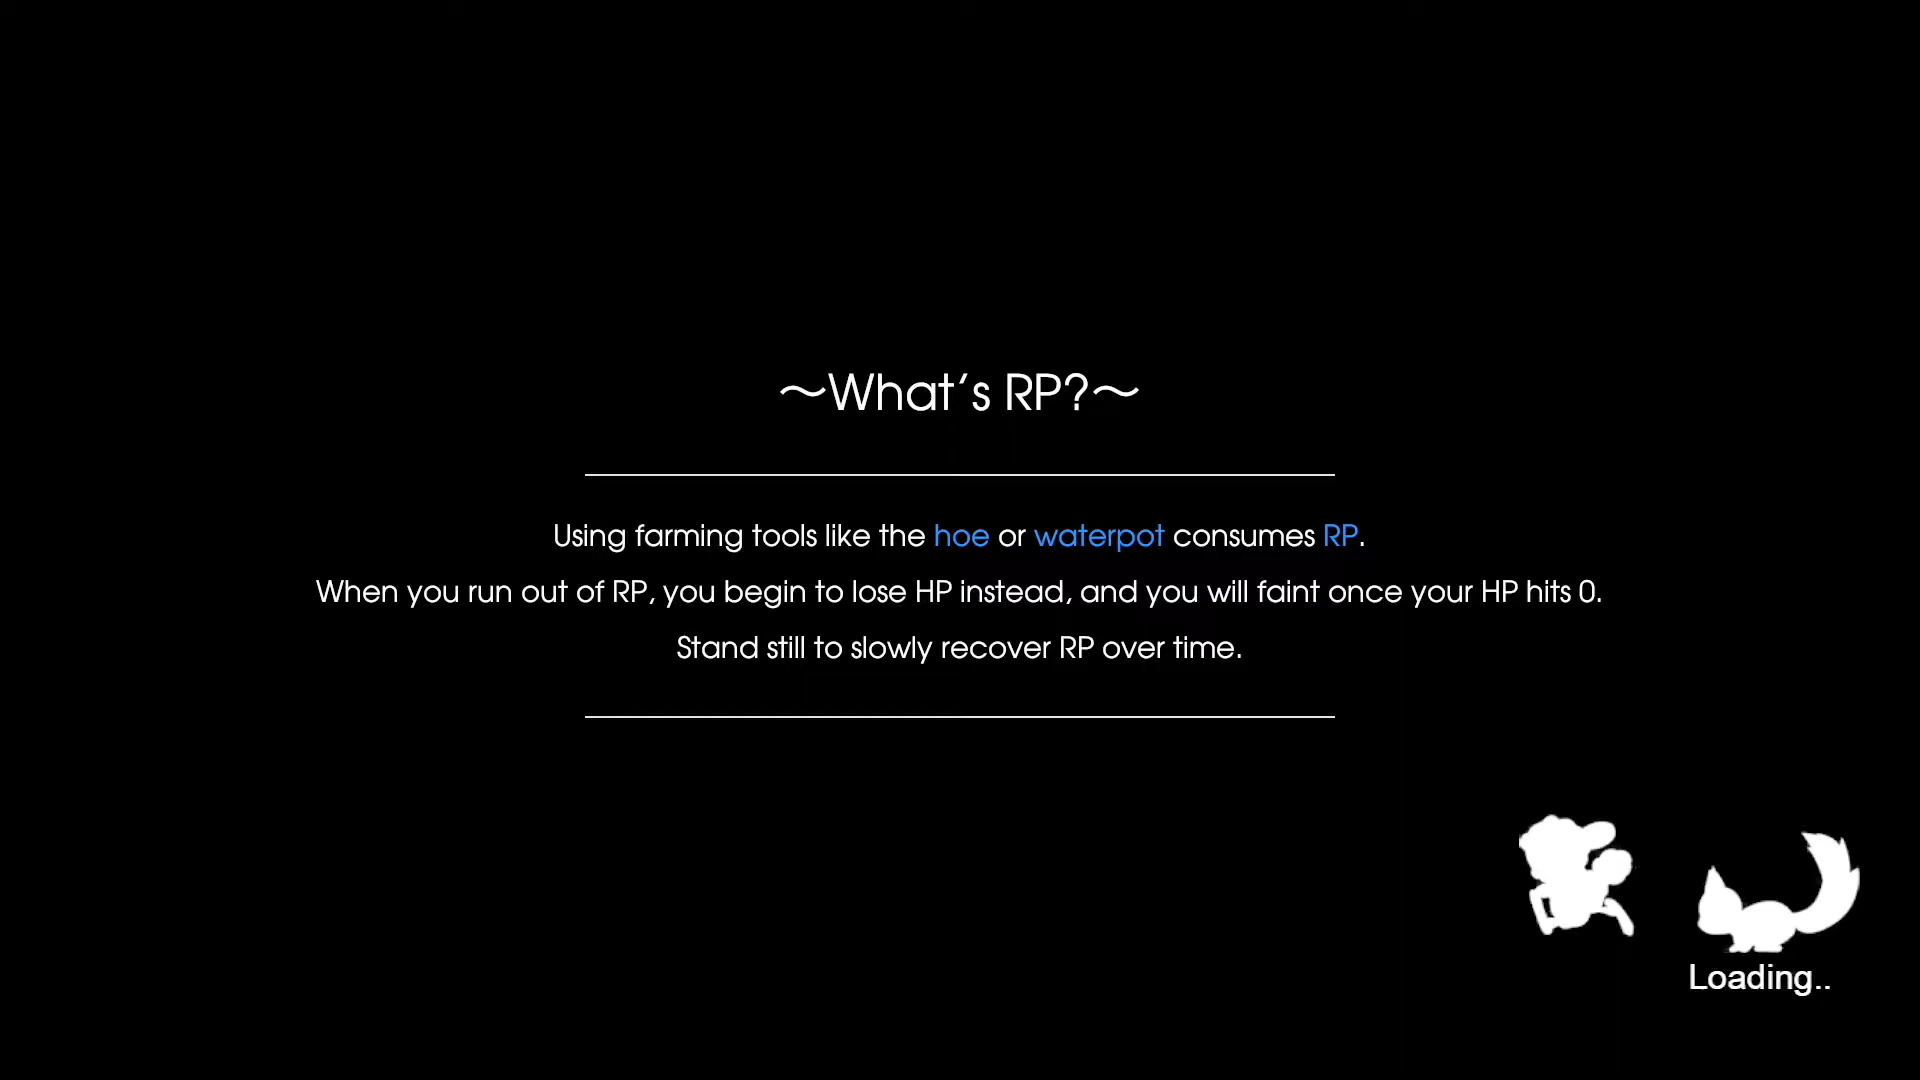 ～What's RP?～
Using farming tools like the hoe or waterpot consumes RP.
When you run out of RP, you begin to lose HP instead, and you will faint once your HP hits 0.
Stand still to slowly recover RP over time.
Loading..